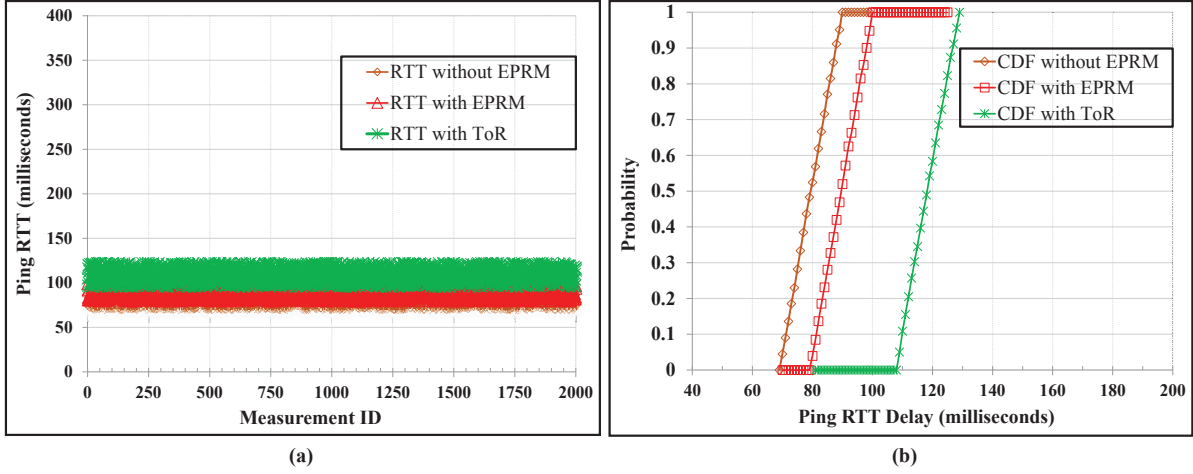 400
350
300
250
200
150
100
50
0
Ping RTT (milliseconds)
RTT without EPRM
RTT with EPRM
RTT with ToR
0 250 500 750 1000 1250 1500 1750 2000
Measurement ID
(a)
1
0.9
0.8
0.7
0.6
0.5
0.4
0.3
0.2
0.1
0
Probability
CDF without EPRM
CDF with EPRM
CDF with ToR
40 60 80 100 120 140 160 180 200
Ping RTT Delay (milliseconds)
(b)